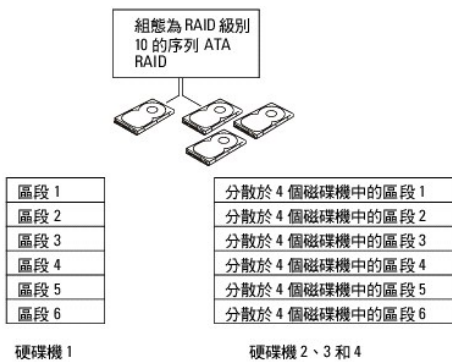 組態為 RAID 級別
10 的序列 ATA
RAID
區段 1
區段 2
區段 3
區段 4
區段 5
區段 6
分散於 4 個磁碟機中的區段 1
分散於 4 個磁碟機中的區段 2
分散於 4 個磁碟機中的區段 3
分散於 4 個磁碟機中的區段 4
分散於 4 個磁碟機中的區段 5
分散於 4 個磁碟機中的區段 6
硬碟機 1
硬碟機 2、3 和 4